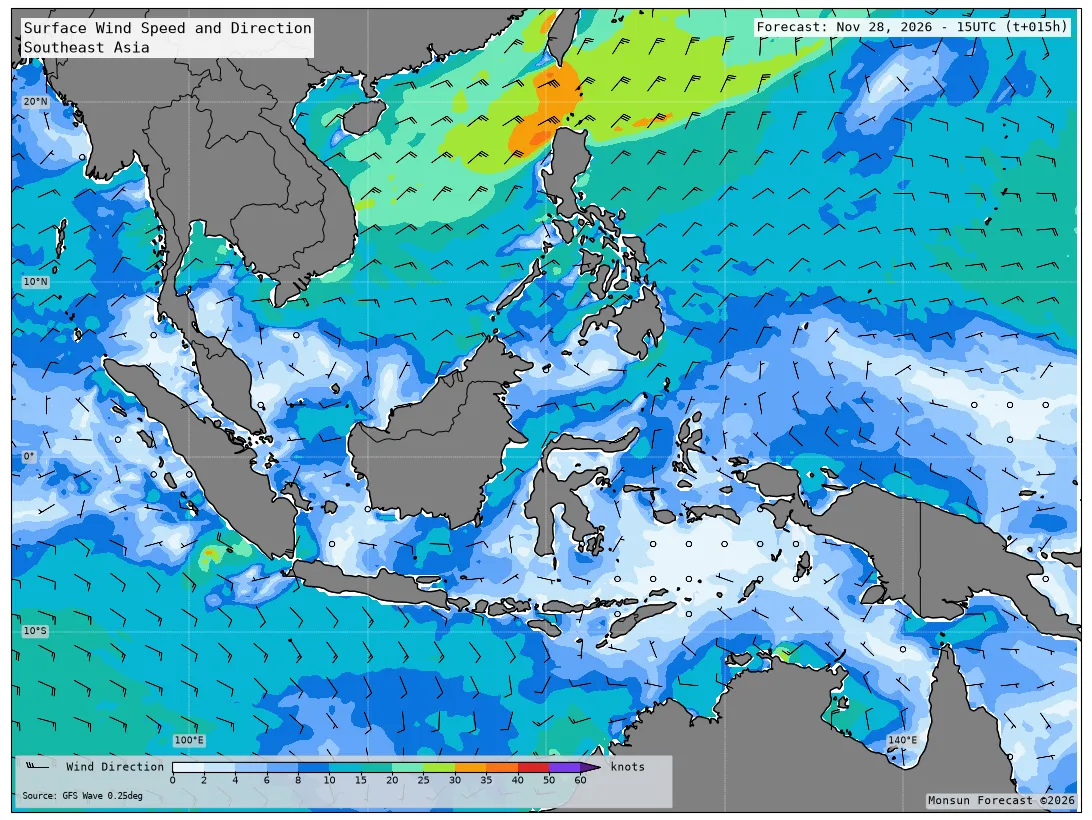 Surface Wind Speed and Direction
Southeast Asia
Forecast: Nov 28, 2026 - 15UTC (t+015h)
20°N
10°N
0°
10°S
100°E
140°E
Wind Direction
0 2 4 6 8 10 15 20 25 30 35 40 50 60
knots
Source: GFS Wave 0.25deg
Monsun Forecast ©2026